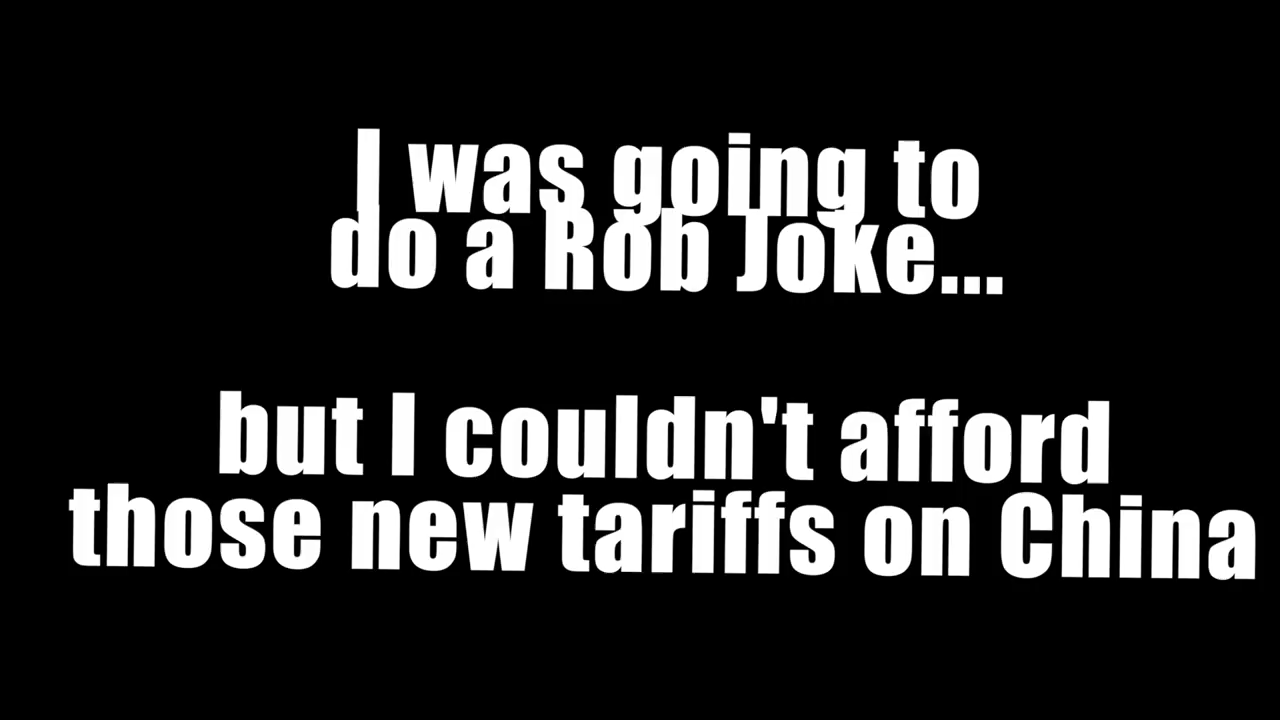 I was going to
do a Rob Joke...
but I couldn't afford
those new tariffs on China